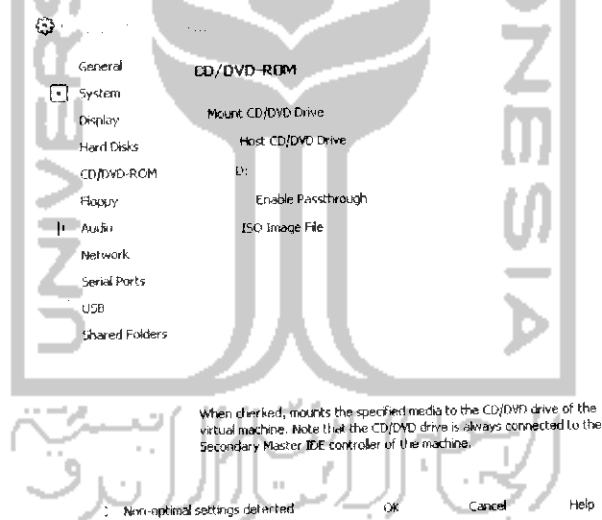 General
System
Display
Hard Disks
CD/DVD-ROM
Floppy
Audio
Network
Serial Ports
USB
Shared Folders
CD/DVD-ROM
Mount CD/DVD Drive
Host CD/DVD Drive
D:
Enable Passthrough
ISO Image File
When checked, mounts the specified media to the CD/DVD drive of the
virtual machine. Note that the CD/DVD drive is always connected to the
Secondary Master IDE controller of the machine.
Non-optimal settings detected
OK
Cancel
Help
UNIVERS
ONESIA